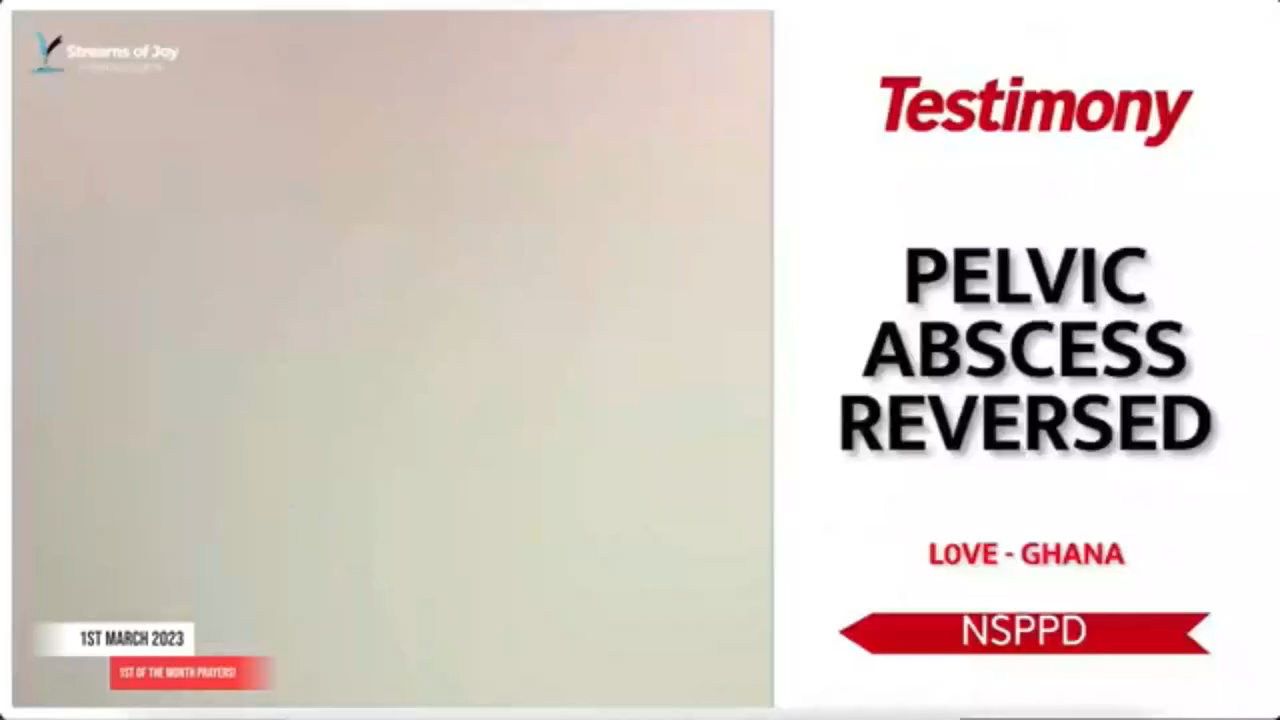 Streams of Joy
Testimony
PELVIC
ABSCESS
REVERSED
LOVE - GHANA
NSPPD
1ST MARCH 2023
1ST OF THE MONTH PRAYERS!